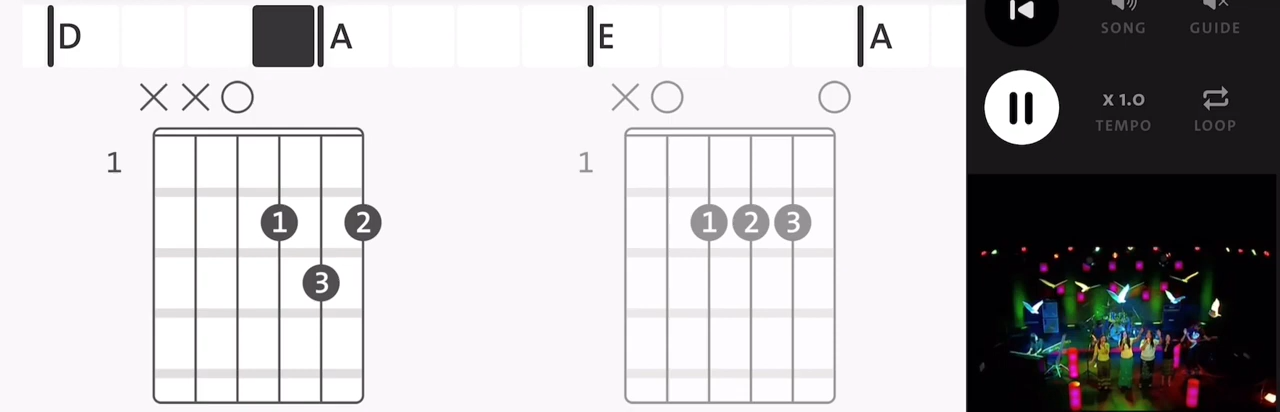 D A E A
SONG GUIDE
X 1.0
TEMPO LOOP
1 1
1 2 1 2 3
3